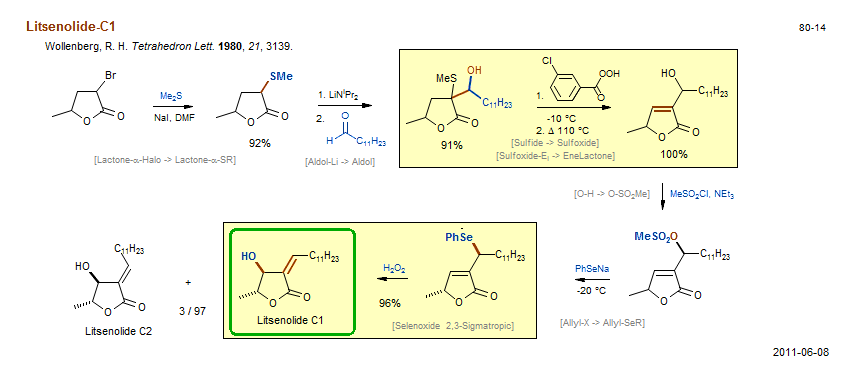 Litsenolide-C1
80-14
Wollenberg, R. H. Tetrahedron Lett. 1980, 21, 3139.
Br
O
O
Me₂S
NaI, DMF
[Lactone-α-Halo -> Lactone-α-SR]
SMe
O
O
92%
1. LiNⁱPr₂
2.
O
H
C₁₁H₂₃
[Aldol-Li -> Aldol]
MeS
OH
C₁₁H₂₃
O
O
91%
Cl
OOH
O
1.
-10 °C
2. Δ 110 °C
[Sulfide -> Sulfoxide]
[Sulfoxide-Eᵢ -> EneLactone]
HO
C₁₁H₂₃
O
O
100%
[O-H -> O-SO₂Me]
MeSO₂Cl, NEt₃
MeSO₂O
C₁₁H₂₃
O
O
PhSeNa
-20 °C
[Allyl-X -> Allyl-SeR]
PhSe
C₁₁H₂₃
O
O
H₂O₂
96%
[Selenoxide 2,3-Sigmatropic]
HO
C₁₁H₂₃
O
O
Litsenolide C1
+
3 / 97
C₁₁H₂₃
HO
O
O
Litsenolide C2
2011-06-08